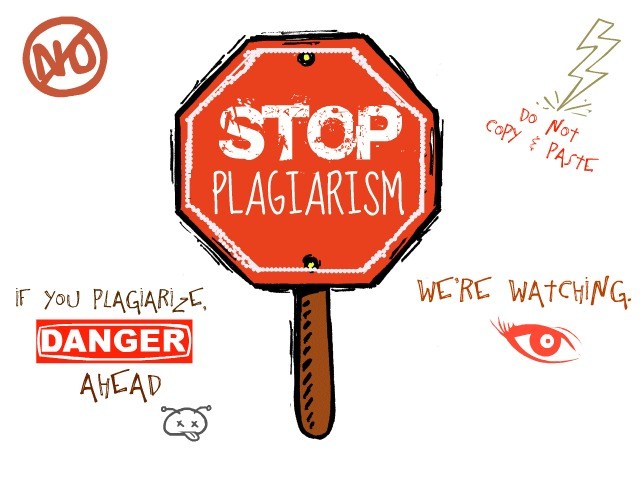 NO
STOP
PLAGIARISM
DO NOT
COPY & PASTE
IF YOU PLAGIARIZE,
DANGER
AHEAD
WE'RE WATCHING.